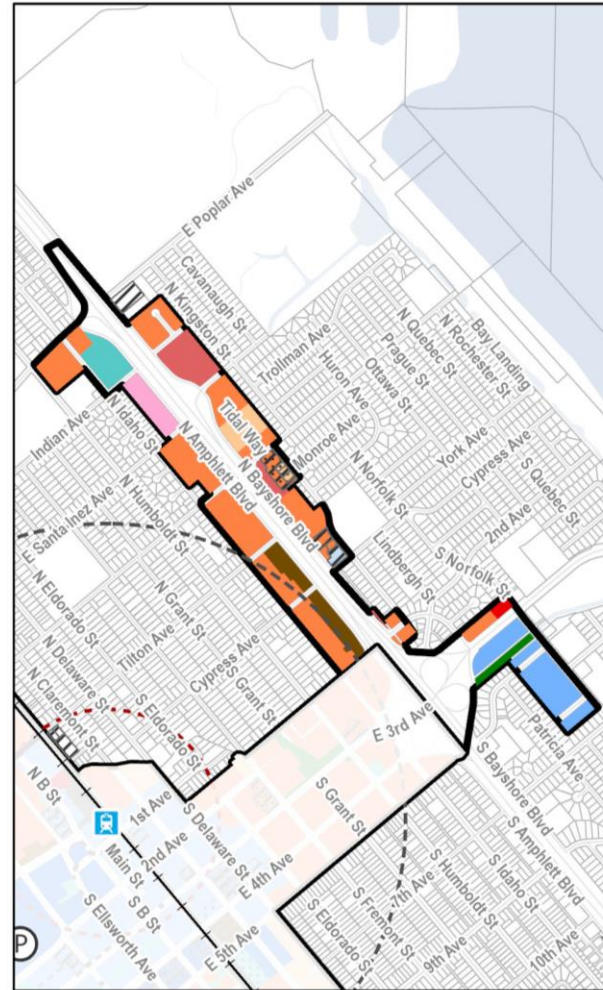 E Poplar Ave
Cavanaugh St
N Kingston St
Trollman Ave
Huron Ave
Ottawa St
Prague St
N Quebec St
N Rochester St
Bay Landing
Tidal Way
Monroe Ave
York Ave
Cypress Ave
S Quebec St
2nd Ave
N Norfolk St
Lindbergh St
S Norfolk St
N Bayshore Blvd
N Amphlett Blvd
N Idaho St
Indian Ave
N Humboldt St
E Santa Inez Ave
N Grant St
N Eldorado St
Tilton Ave
Cypress Ave
S Grant St
N Delaware St
N Claremont St
S Eldorado St
E 3rd Ave
Patricia Ave
S Bayshore Blvd
S Amphlett Blvd
S Idaho St
S Humboldt St
10th Ave
N B St
1st Ave
2nd Ave
Main St
S B St
S Delaware St
S Grant St
E 4th Ave
7th Ave
S Fremont St
S Eldorado St
9th Ave
E 5th Ave
S Ellsworth Ave
P